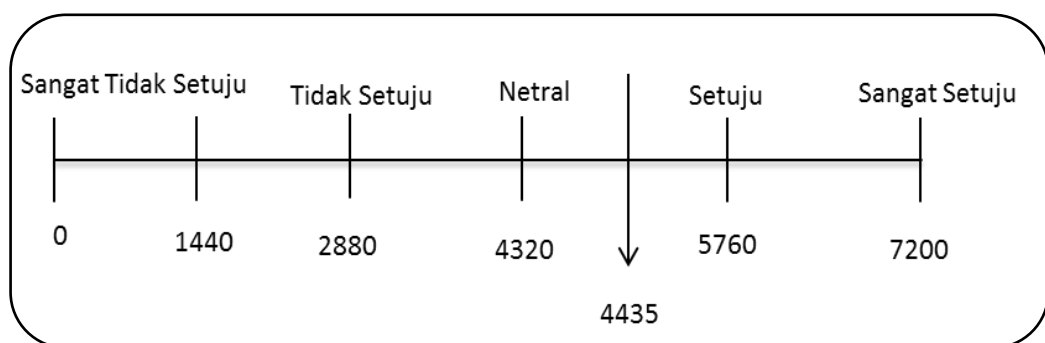 Sangat Tidak Setuju
Tidak Setuju
Netral
Setuju
Sangat Setuju
0
1440
2880
4320
5760
7200
4435